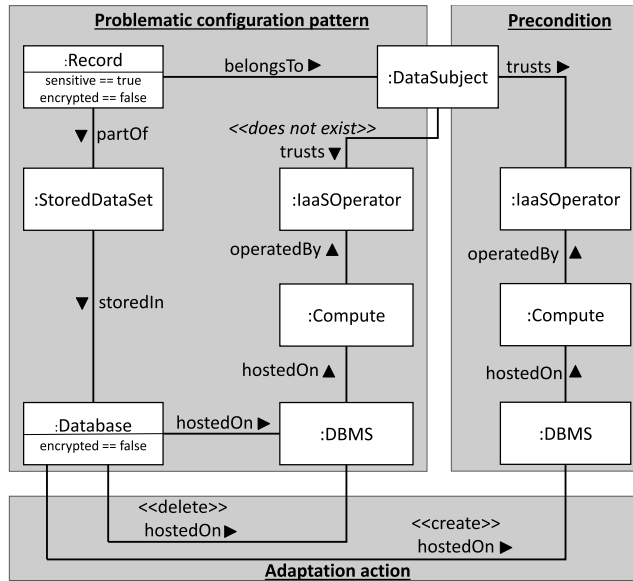 Problematic configuration pattern
Precondition
:Record
sensitive == true
encrypted == false
belongsTo ▶
:DataSubject
trusts ▶
▼ partOf
<<does not exist>>
trusts ▼
:StoredDataSet
:IaaSOperator
:IaaSOperator
operatedBy ▲
operatedBy ▲
▼ storedIn
:Compute
:Compute
hostedOn ▲
hostedOn ▲
:Database
encrypted == false
hostedOn ▶
:DBMS
:DBMS
<<delete>>
hostedOn ▶
<<create>>
hostedOn ▶
Adaptation action